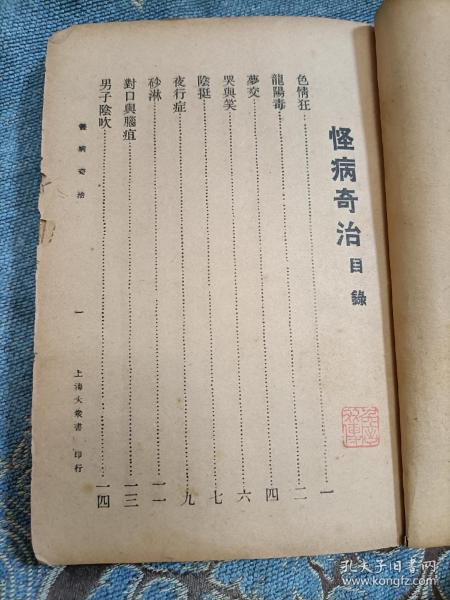 怪病奇治目錄
色情狂……一
龍陽毒……二
夢交……四
哭與笑……六
陰挺……七
夜行症……九
砂淋……一一
對口與腦疽……一三
男子陰吹……一四
怪病奇治 一 上海大衆書 印行
孔夫子旧书网
www.kongfz.com